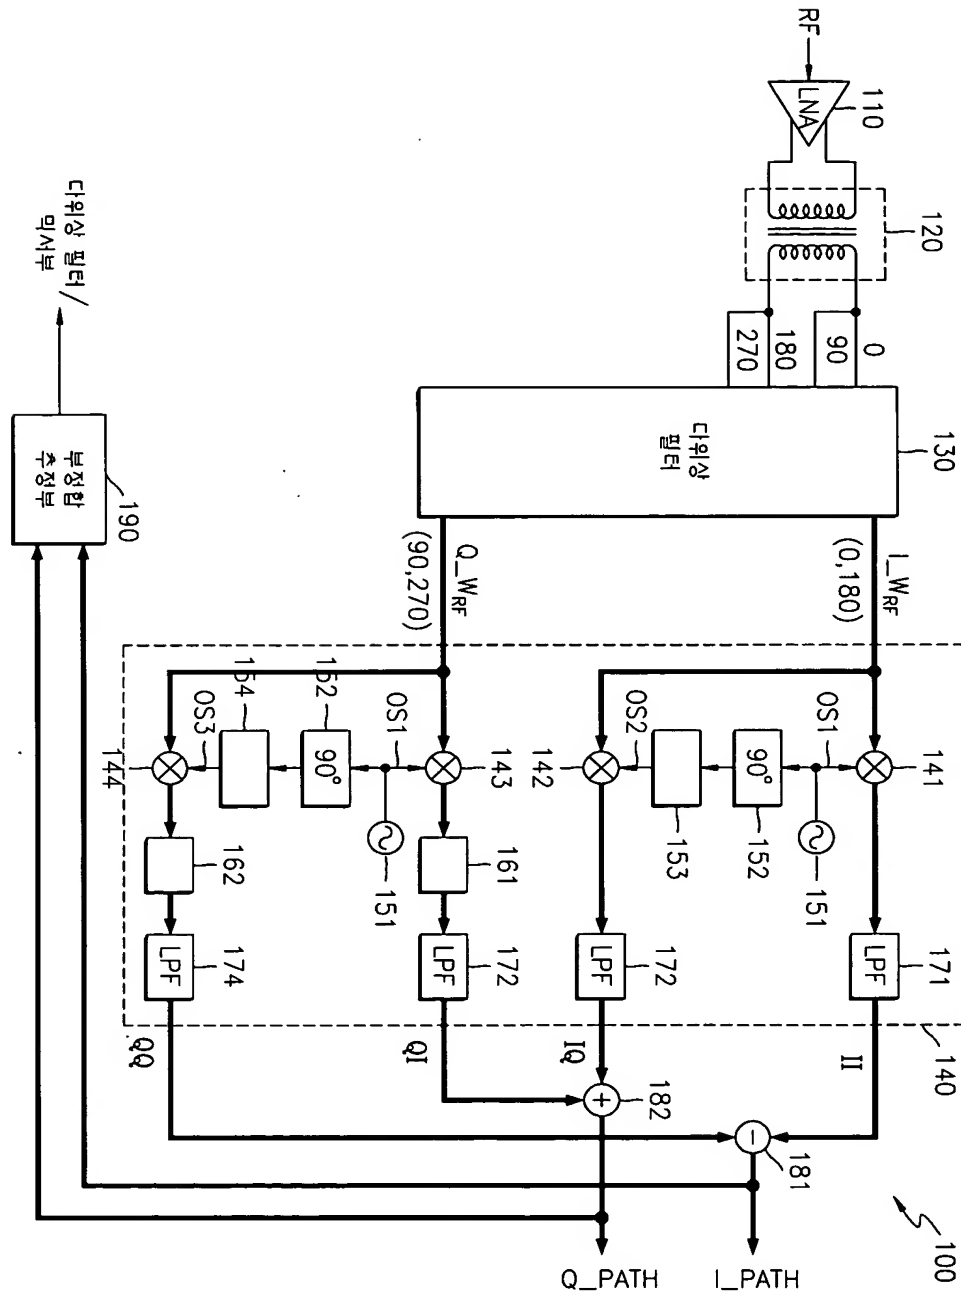 100
RF
LNA
110
120
0
90
180
270
다위상
필터
130
I_WRF
(0,180)
Q_WRF
(90,270)
OS1
141
151
90°
152
153
OS2
142
OS1
143
151
90°
152
154
OS3
144
161
162
LPF
171
LPF
172
LPF
172
LPF
174
140
II
IQ
QI
QQ
181
−
182
+
I_PATH
Q_PATH
부정합
추정부
190
다위상 필터/
믹서부